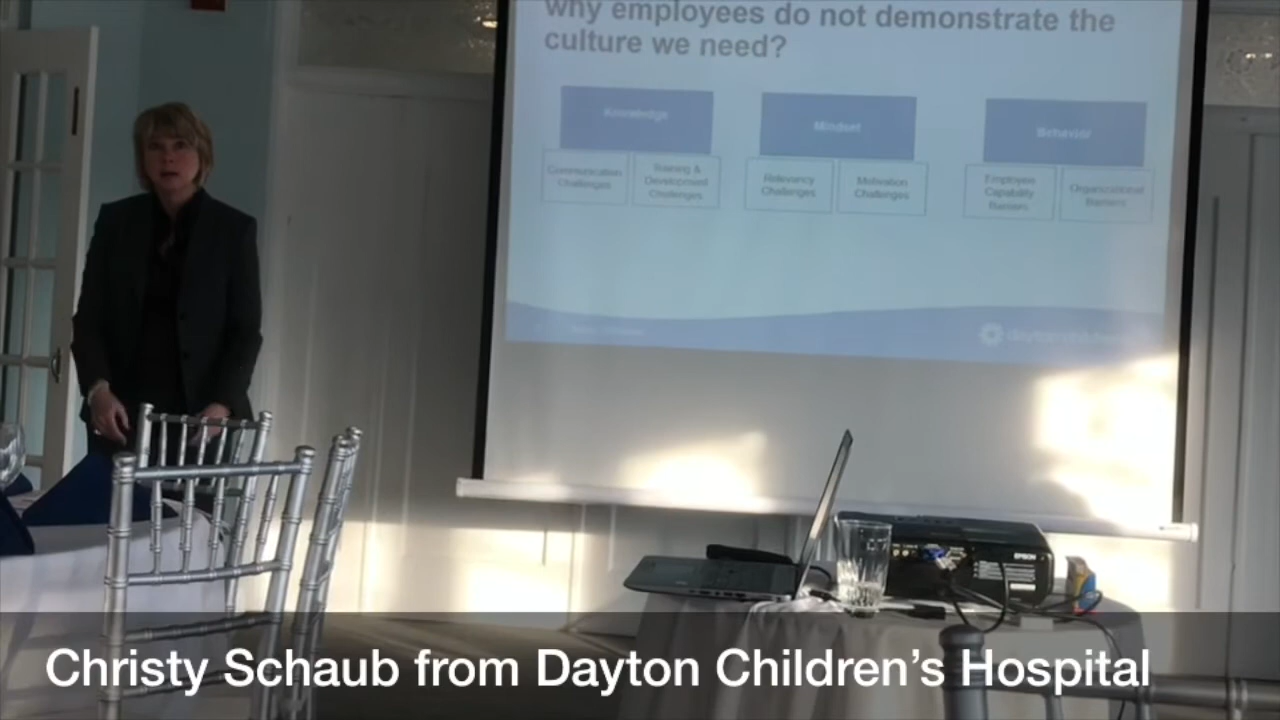 why employees do not demonstrate the
culture we need?
Knowledge
Mindset
Behavior
Communication
Challenges
Training &
Development
Challenges
Relevancy
Challenges
Motivation
Challenges
Employee
Capability
Barriers
Organizational
Barriers
EPSON
Christy Schaub from Dayton Children’s Hospital